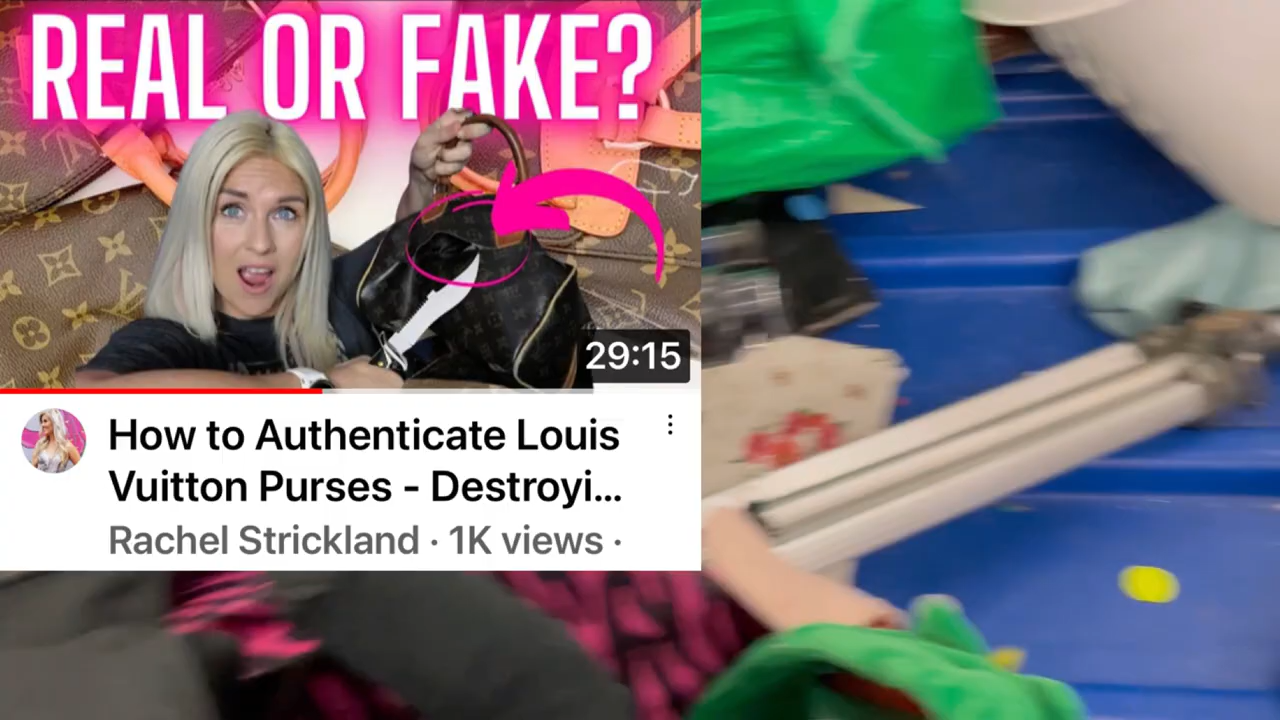 REAL OR FAKE?
29:15
How to Authenticate Louis
Vuitton Purses - Destroyi...
Rachel Strickland · 1K views ·